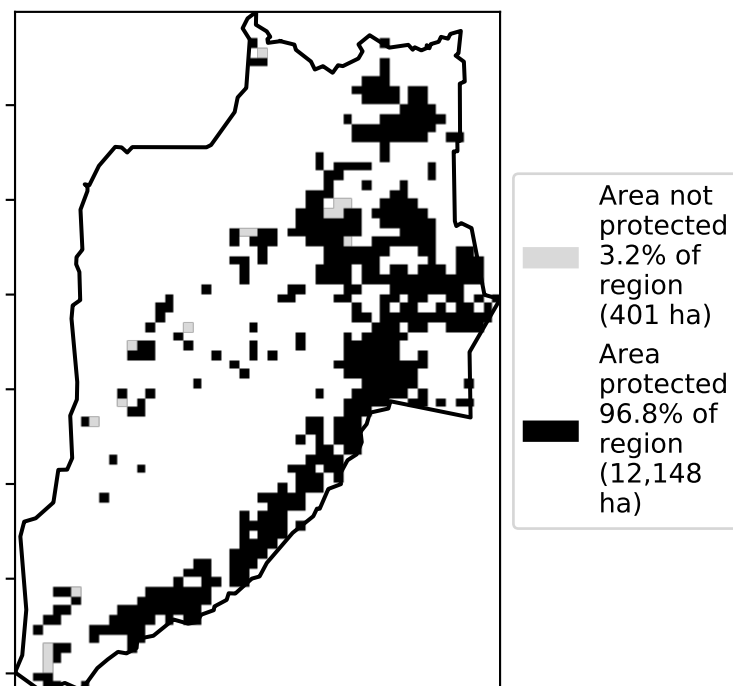 Area not
protected
3.2% of
region
(401 ha)
Area
protected
96.8% of
region
(12,148
ha)